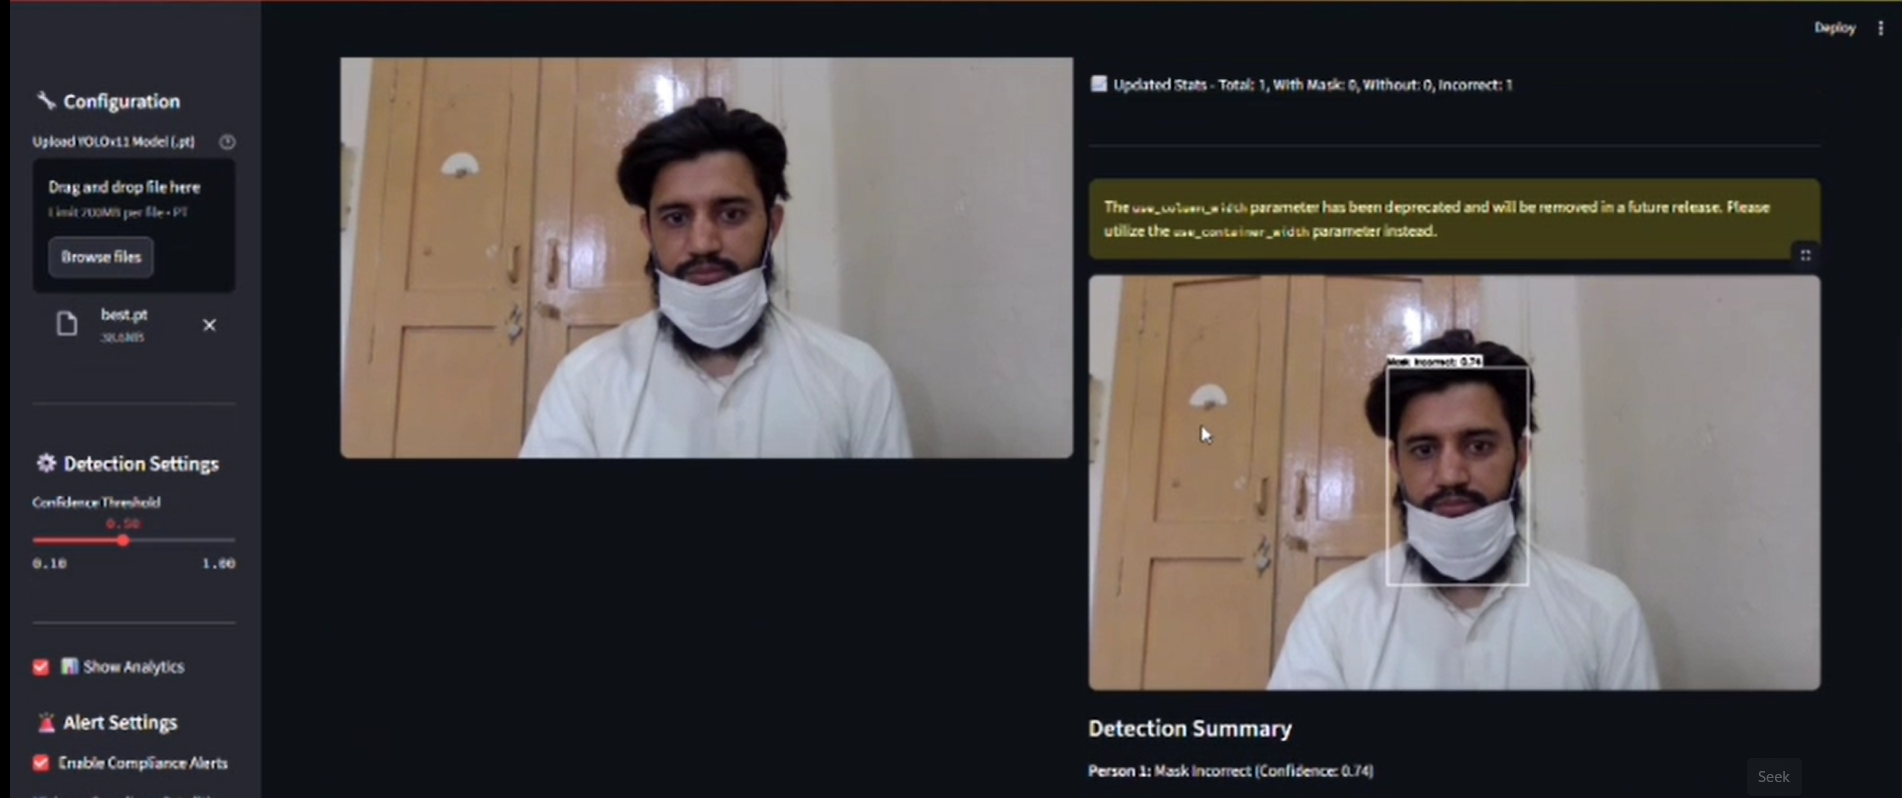 Deploy
Configuration
Upload YOLOv11 Model (.pt)
Drag and drop file here
Limit 200MB per file • PT
Browse files
best.pt
38.6MB
Detection Settings
Confidence Threshold
0.50
0.10 1.00
Show Analytics
Alert Settings
Enable Compliance Alerts
Updated Stats - Total: 1, With Mask: 0, Without: 0, Incorrect: 1
The use_column_width parameter has been deprecated and will be removed in a future release. Please
utilize the use_container_width parameter instead.
Mask Incorrect: 0.74
Detection Summary
Person 1: Mask Incorrect (Confidence: 0.74)
Seek